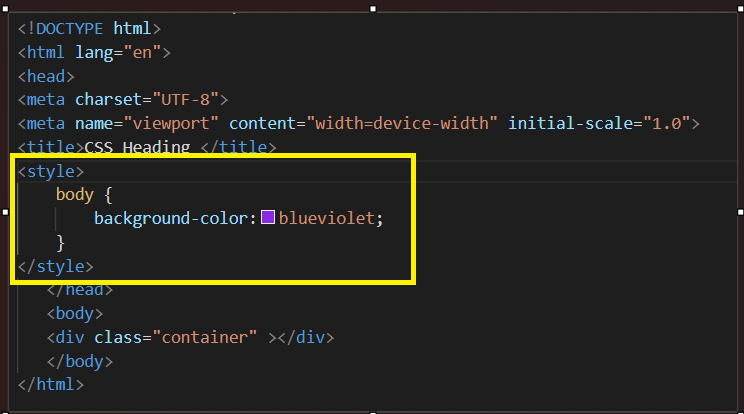 <!DOCTYPE html>
<html lang="en">
<head>
<meta charset="UTF-8">
<meta name="viewport" content="width=device-width" initial-scale="1.0">
<title>CSS Heading </title>
<style>
body {
background-color: blueviolet;
}
</style>
</head>
<body>
<div class="container" ></div>
</body>
</html>